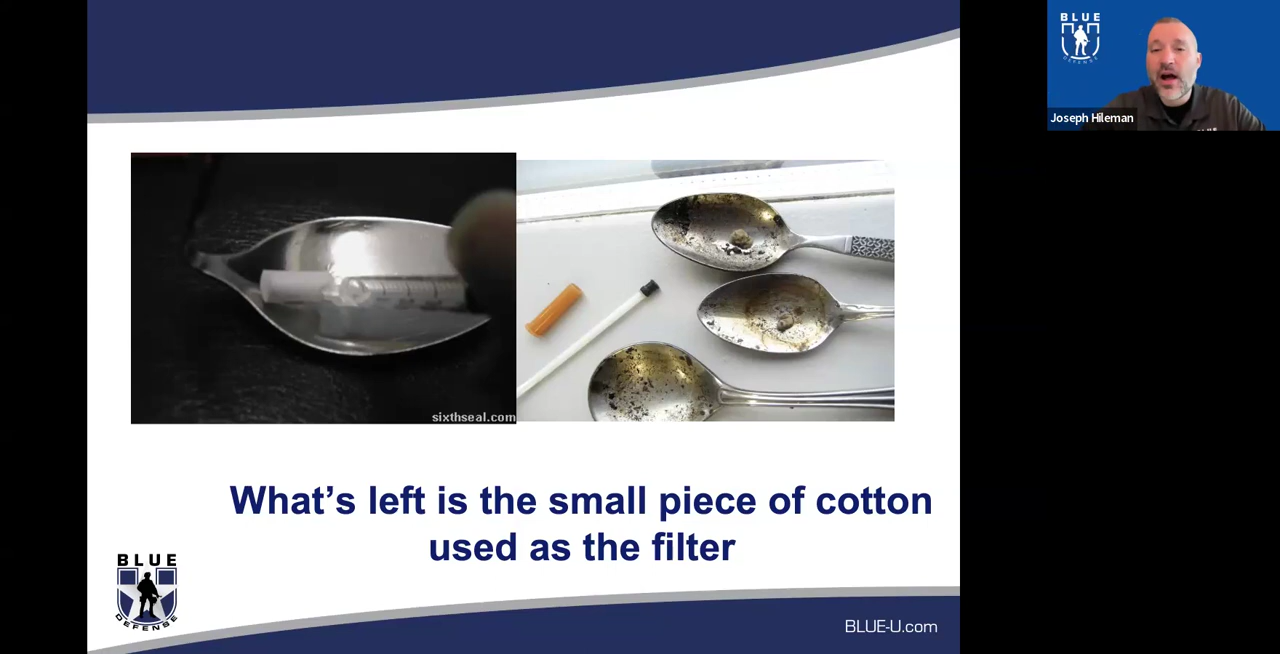 BLUE
DEFENSE
Joseph Hileman
sixthseal.com
What's left is the small piece of cotton
used as the filter
BLUE
DEFENSE
BLUE-U.com